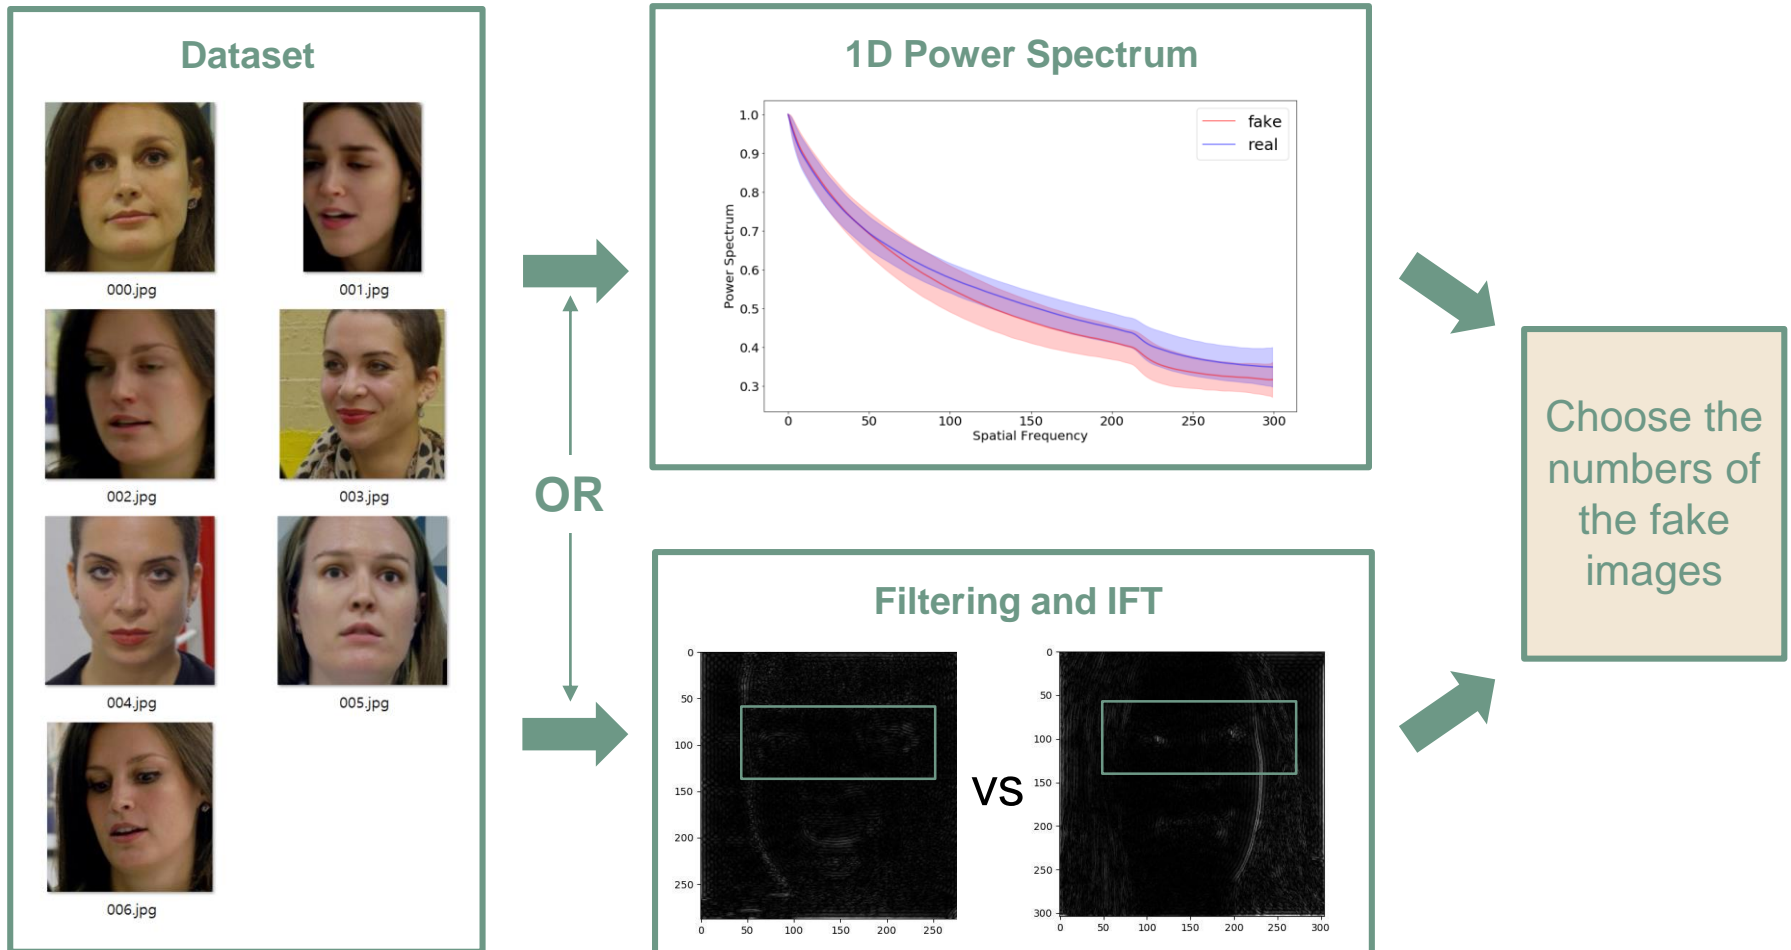 Dataset
000.jpg
001.jpg
002.jpg
003.jpg
004.jpg
005.jpg
006.jpg
OR
1D Power Spectrum
fake
real
Power Spectrum
1.0
0.9
0.8
0.7
0.6
0.5
0.4
0.3
0 50 100 150 200 250 300
Spatial Frequency
Filtering and IFT
0
50
100
150
200
250
0 50 100 150 200 250
vs
0
50
100
150
200
250
300
0 50 100 150 200 250 300
Choose the
numbers of
the fake
images